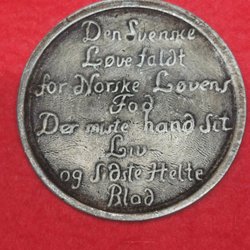 Den Svenske
Løve faldt
for Norske Løvens
Fod
Der miste hand Sit
Liv
og Sidste Helte
Blad